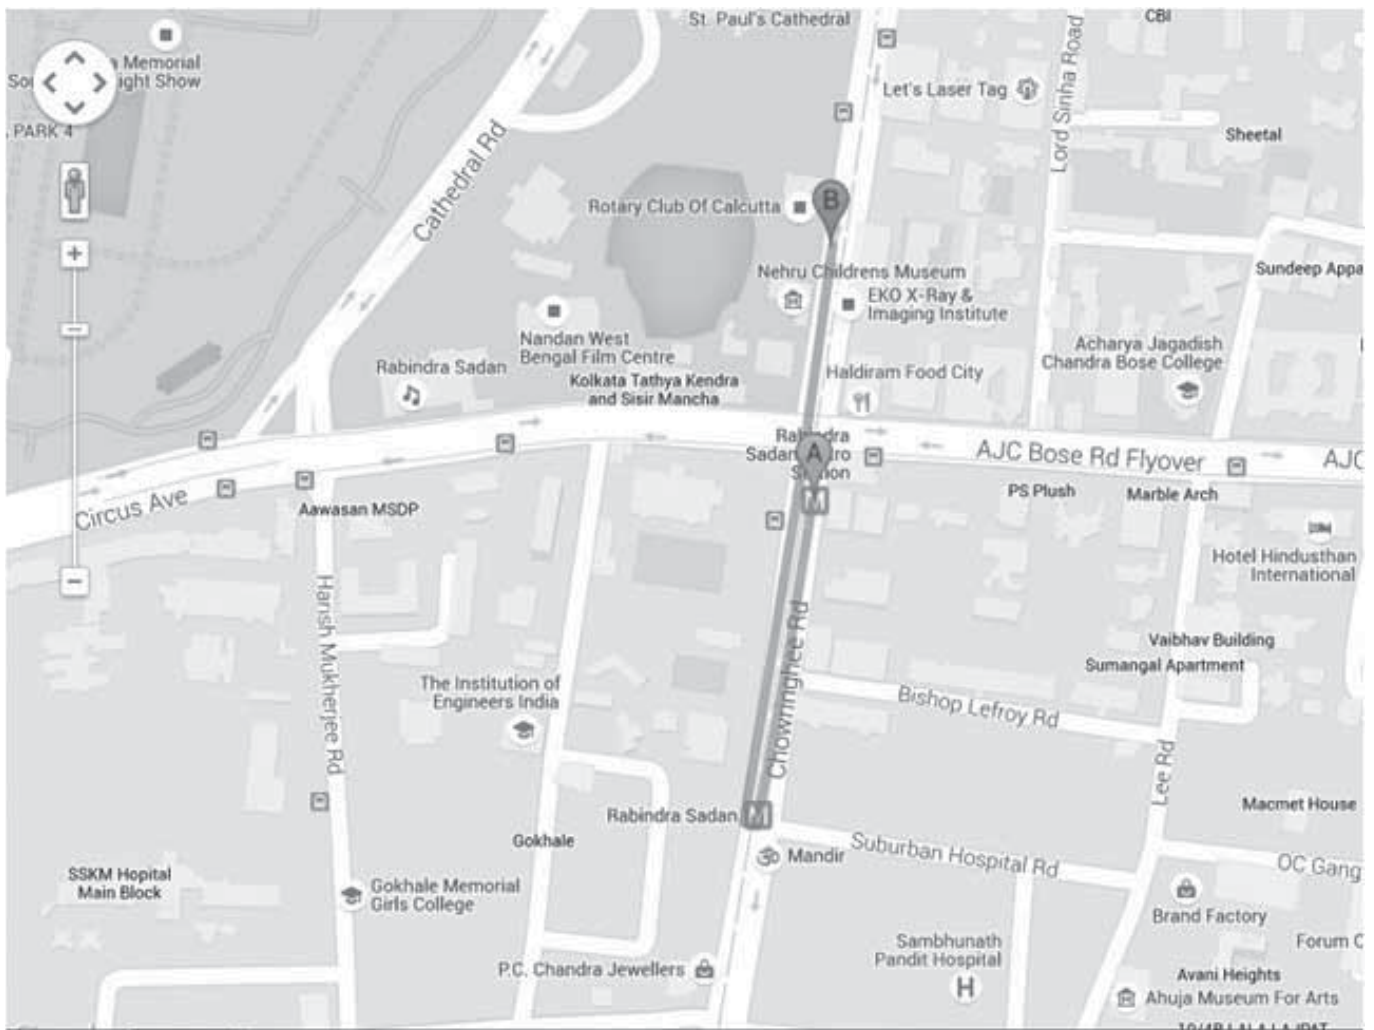 St. Paul's Cathedral
CBI
Memorial
ight Show
PARK 4
Let's Laser Tag
Lord Sinha Road
Sheetal
Cathedral Rd
Rotary Club Of Calcutta
B
Nehru Childrens Museum
Sundeep Appa
EKO X-Ray &
Imaging Institute
Nandan West
Bengal Film Centre
Acharya Jagadish
Chandra Bose College
Rabindra Sadan
Kolkata Tathya Kendra
and Sisir Mancha
Haldiram Food City
A
AJC Bose Rd Flyover
AJC
Circus Ave
Aawasan MSDP
M
PS Plush
Marble Arch
Hotel Hindusthan
International
Harish Mukherjee Rd
Chowringhee Rd
Vaibhav Building
Sumangal Apartment
The Institution of
Engineers India
Bishop Lefroy Rd
Lee Rd
Rabindra Sadan
M
Macmet House
Gokhale
Mandir
Suburban Hospital Rd
OC Gang
SSKM Hopital
Main Block
Gokhale Memorial
Girls College
Brand Factory
Sambhunath
Pandit Hospital
H
Forum C
P.C. Chandra Jewellers
Avani Heights
Ahuja Museum For Arts